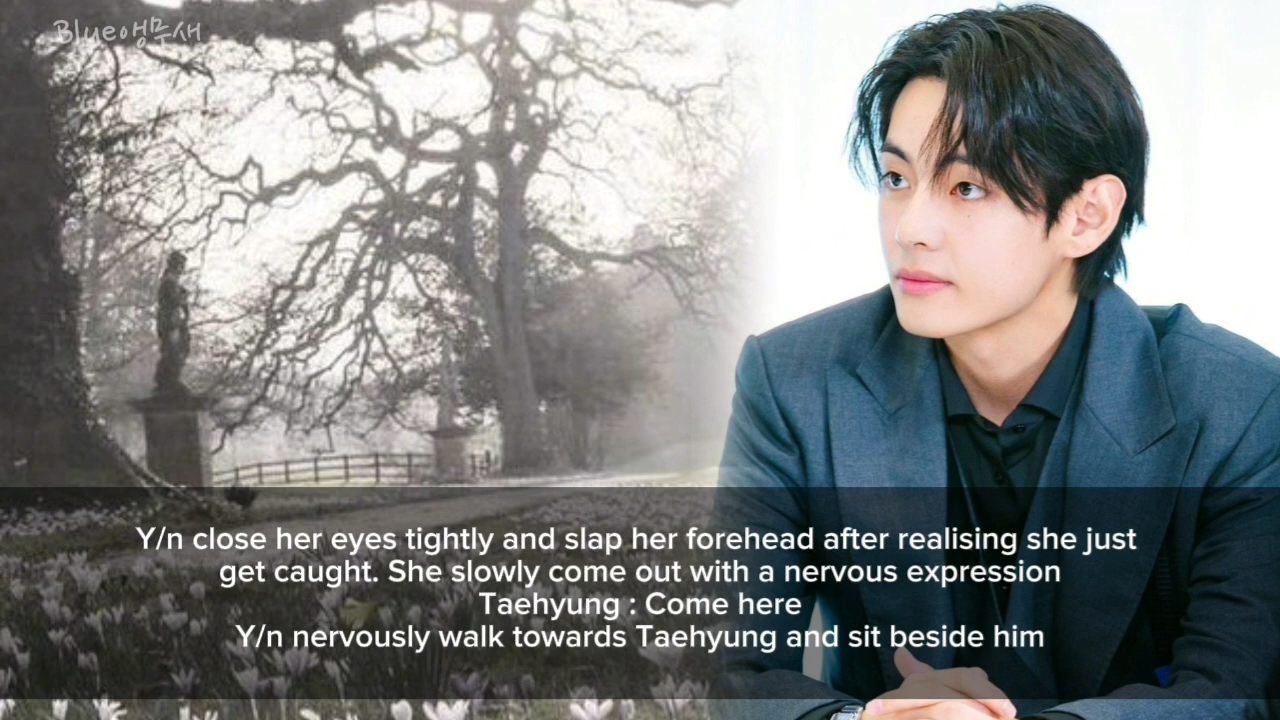 Blue앵무새
Y/n close her eyes tightly and slap her forehead after realising she just
get caught. She slowly come out with a nervous expression
Taehyung : Come here
Y/n nervously walk towards Taehyung and sit beside him